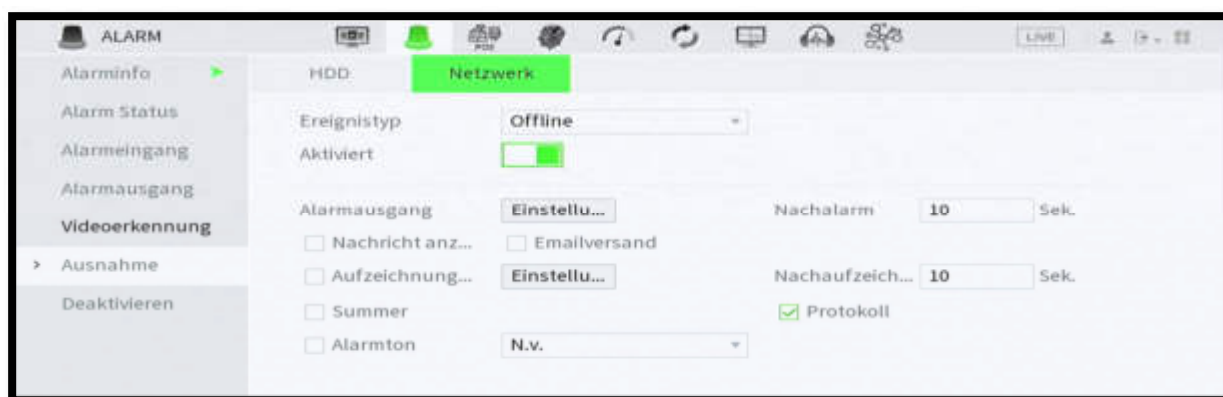 ALARM
POS
LIVE
Alarminfo
HDD
Netzwerk
Alarm Status
Ereignistyp
Offline
Alarmeingang
Aktiviert
Alarmausgang
Alarmausgang
Einstellu...
Nachalarm
10
Sek.
Videoerkennung
Nachricht anz...
Emailversand
Ausnahme
Aufzeichnung...
Einstellu...
Nachaufzeich...
10
Sek.
Deaktivieren
Summer
Protokoll
Alarmton
N.v.